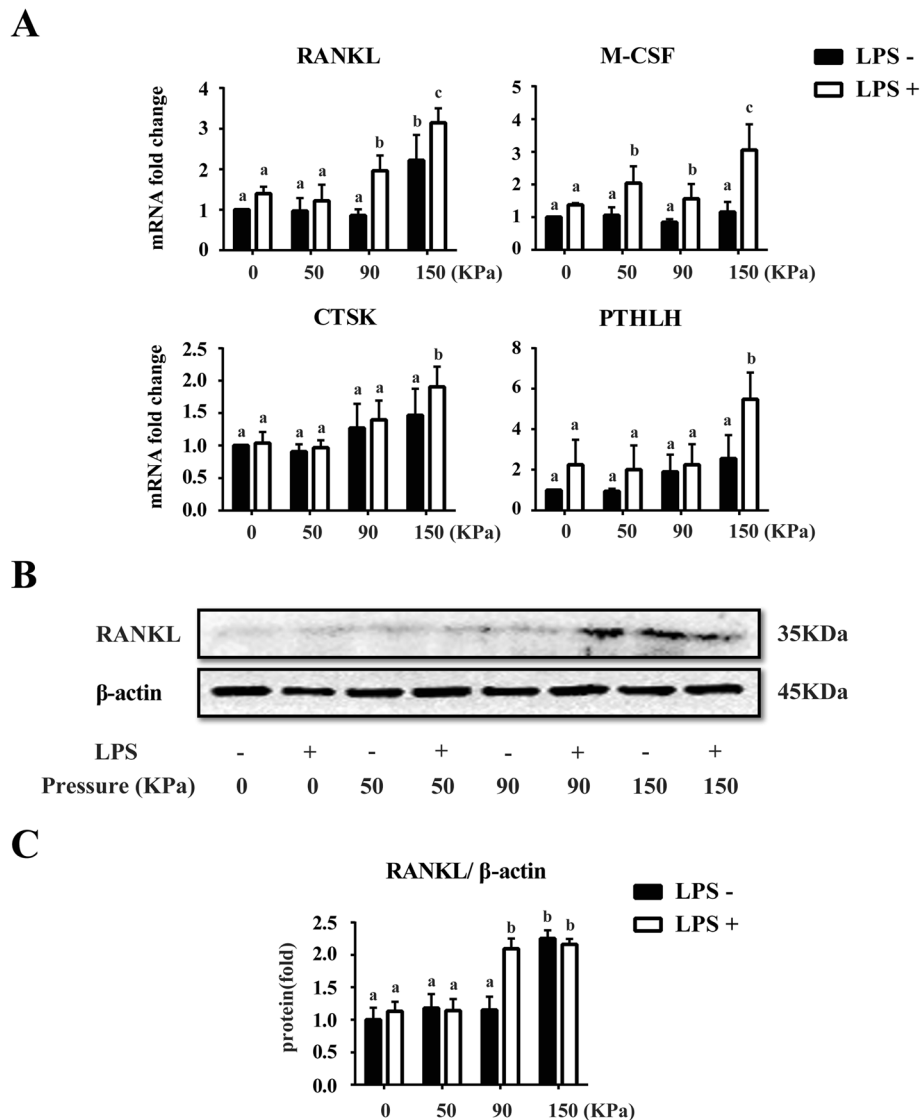 A
RANKL
M-CSF
LPS -
LPS +
mRNA fold change
4
3
2
1
0
a a a a a b b c
0 50 90 150 (KPa)
5
4
3
2
1
0
a a a b a b a c
0 50 90 150 (KPa)
CTSK
PTHLH
mRNA fold change
2.5
2.0
1.5
1.0
0.5
0.0
a a a a a a a b
0 50 90 150 (KPa)
8
6
4
2
0
a a a a a a a b
0 50 90 150 (KPa)
B
RANKL 35KDa
β-actin 45KDa
LPS - + - + - + - +
Pressure (KPa) 0 0 50 50 90 90 150 150
C
RANKL/ β-actin
LPS -
LPS +
protein(fold)
2.5
2.0
1.5
1.0
0.5
0.0
a a a a a b b b
0 50 90 150 (KPa)